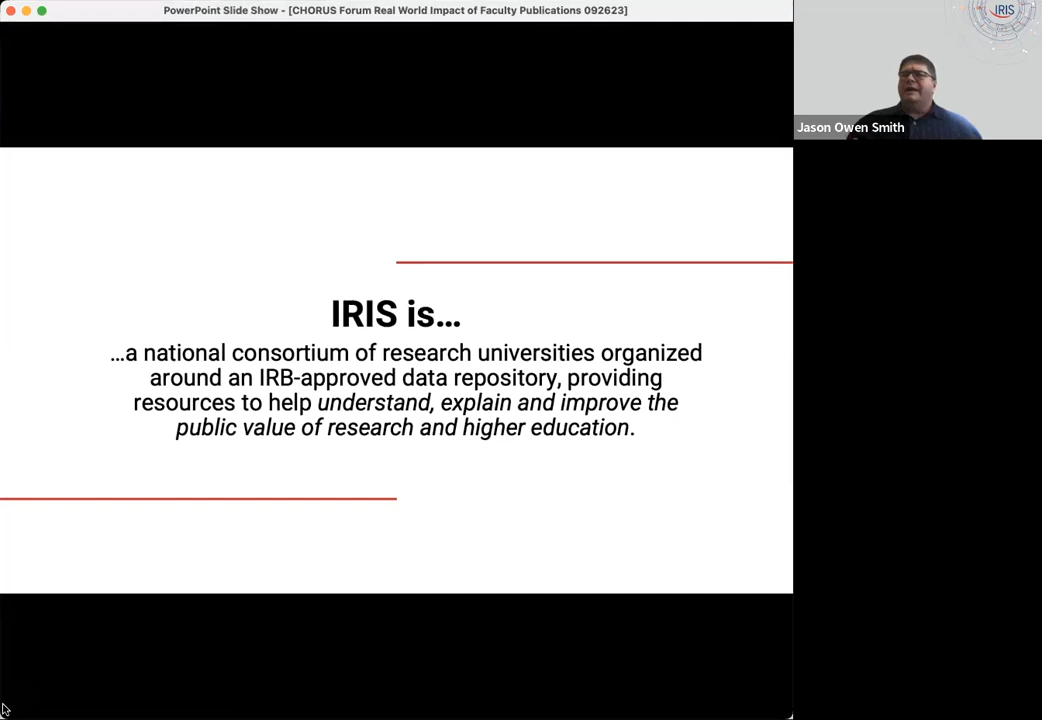 PowerPoint Slide Show - [CHORUS Forum Real World Impact of Faculty Publications 092623]
IRIS
Jason Owen Smith
IRIS is…
…a national consortium of research universities organized
around an IRB-approved data repository, providing
resources to help understand, explain and improve the
public value of research and higher education.